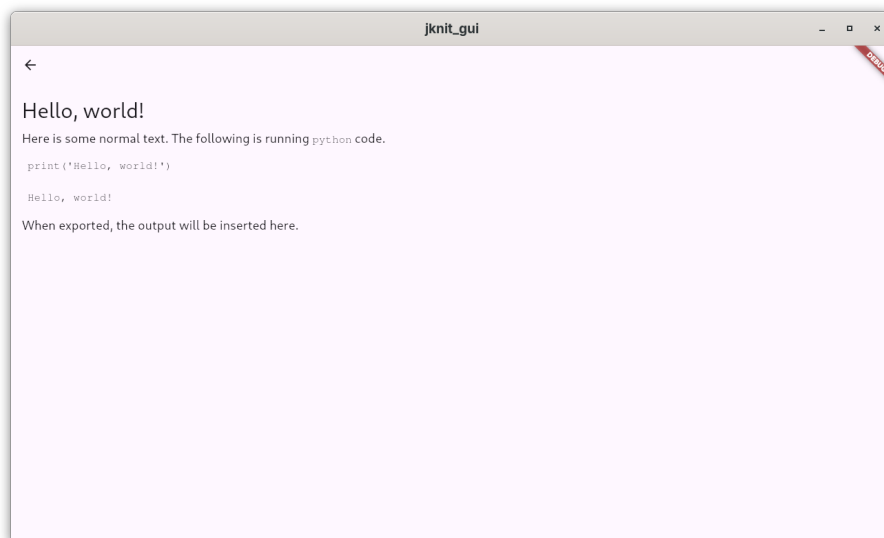 jknit_gui
Hello, world!
Here is some normal text. The following is running python code.
print('Hello, world!')
Hello, world!
When exported, the output will be inserted here.